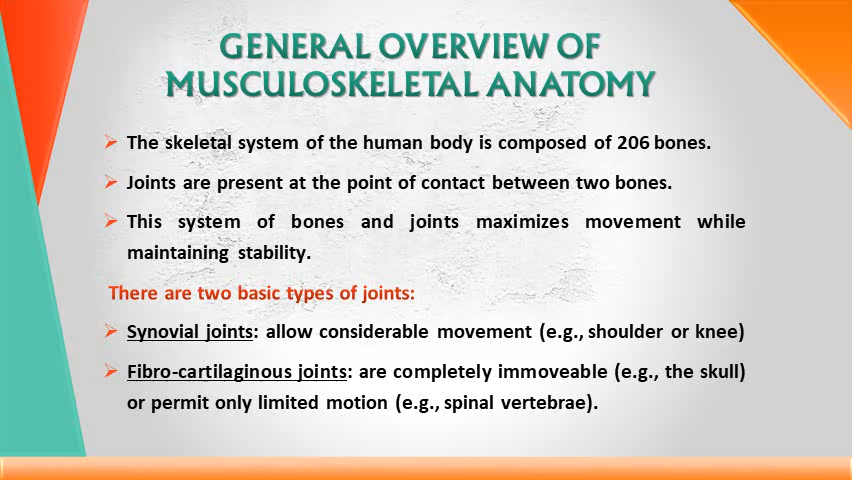 GENERAL OVERVIEW OF
MUSCULOSKELETAL ANATOMY
The skeletal system of the human body is composed of 206 bones.
Joints are present at the point of contact between two bones.
This system of bones and joints maximizes movement while
maintaining stability.
There are two basic types of joints:
Synovial joints: allow considerable movement (e.g., shoulder or knee)
Fibro-cartilaginous joints: are completely immoveable (e.g., the skull)
or permit only limited motion (e.g., spinal vertebrae).